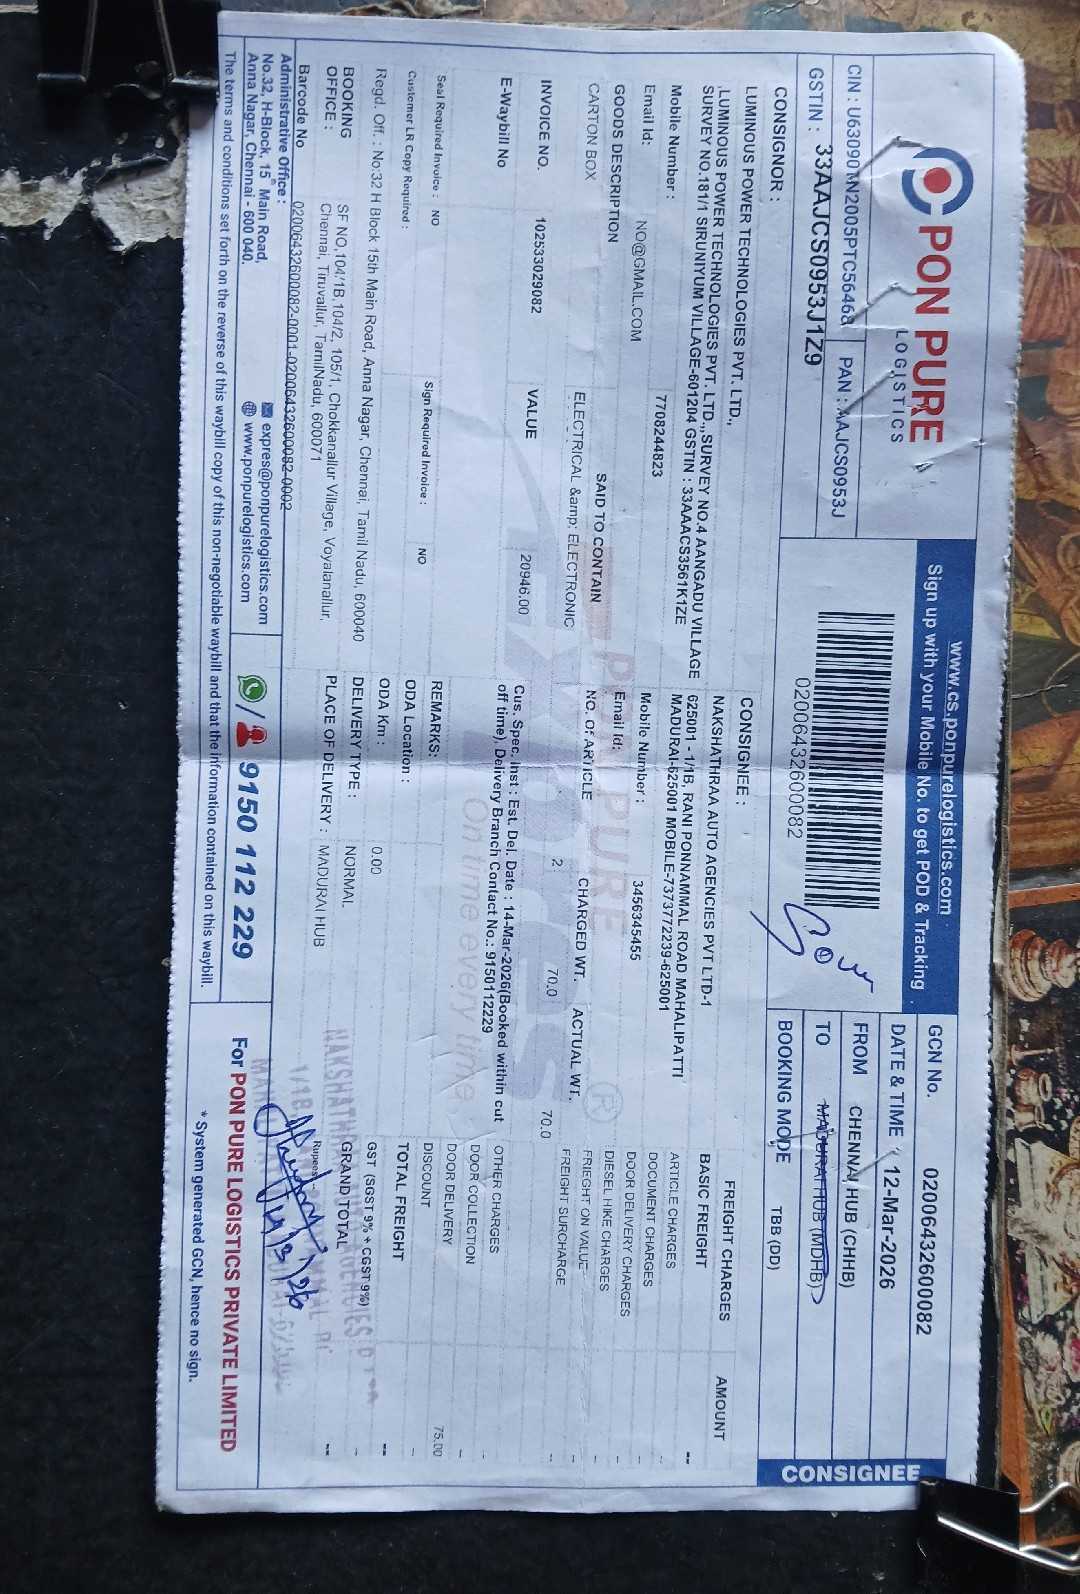 PON PURE
LOGISTICS
CIN : U63090TN2005PTC56468 PAN : AAJCS0953J
GSTIN : 33AAJCS0953J1Z9
www.cs.ponpurelogistics.com
Sign up with your Mobile No. to get POD & Tracking
02006432600082
GCN No. 02006432600082
DATE & TIME 12-Mar-2026
FROM CHENNAI HUB (CHHB)
TO MADURAI HUB (MDHB)
BOOKING MODE TBB (DD)
CONSIGNEE
CONSIGNOR :
LUMINOUS POWER TECHNOLOGIES PVT. LTD.,
,LUMINOUS POWER TECHNOLOGIES PVT. LTD.,,SURVEY NO.4 AANGADU VILLAGE
SURVEY NO.181/1 SIRUNIYUM VILLAGE-601204 GSTIN : 33AAACS3561K1ZE
Mobile Number : 7708244823
Email Id: NO@GMAIL.COM
CONSIGNEE :
NAKSHATHRAA AUTO AGENCIES PVT LTD-1
625001 - 1/1B, RANI PONNAMMAL ROAD MAHALIPATTI
MADURAI-625001 MOBILE-7373772239-625001
Mobile Number : 3456345455
Email Id:
GOODS DESCRIPTION SAID TO CONTAIN NO. OF ARTICLE CHARGED WT. ACTUAL WT.
CARTON BOX ELECTRICAL &amp; ELECTRONIC 2 70.0 70.0
INVOICE NO. 102533029082 VALUE 20946.00
E-Waybill No
Cus. Spec. Inst : Est. Del. Date : 14-Mar-2026(Booked within cut
off time), Delivery Branch Contact No.: 9150112229
Seal Required Invoice : NO Sign Required Invoice : NO
Customer LR Copy Required :
REMARKS:
ODA Location :
ODA Km : 0.00
DELIVERY TYPE : NORMAL
PLACE OF DELIVERY : MADURAI HUB
Regd. Off. : No:32 H Block 15th Main Road, Anna Nagar, Chennai, Tamil Nadu, 600040
BOOKING OFFICE : SF NO,104/1B,104/2, 105/1, Chokkanallur Village, Voyalanallur,
Chennai, Tiruvallur, TamilNadu, 600071
Barcode No 02006432600082-0001-02006432600082-0002
FREIGHT CHARGES AMOUNT
BASIC FREIGHT --
ARTICLE CHARGES -
DOCUMENT CHARGES -
DOOR DELIVERY CHARGES -
DIESEL HIKE CHARGES -
FRIEGHT ON VALUE -
FREIGHT SURCHARGE -
OTHER CHARGES -
DOOR COLLECTION -
DOOR DELIVERY -
DISCOUNT 75.00
TOTAL FREIGHT -
GST (SGST 9% + CGST 9%) --
GRAND TOTAL -
Rupees --
PON PURE
Expres
On time every time
®
Administrative Office :
No.32, H-Block, 15th Main Road,
Anna Nagar, Chennai - 600 040.
expres@ponpurelogistics.com
www.ponpurelogistics.com
9150 112 229
For PON PURE LOGISTICS PRIVATE LIMITED
The terms and conditions set forth on the reverse of this waybill copy of this non-negotiable waybill and that the information contained on this waybill.
* System generated GCN, hence no sign.